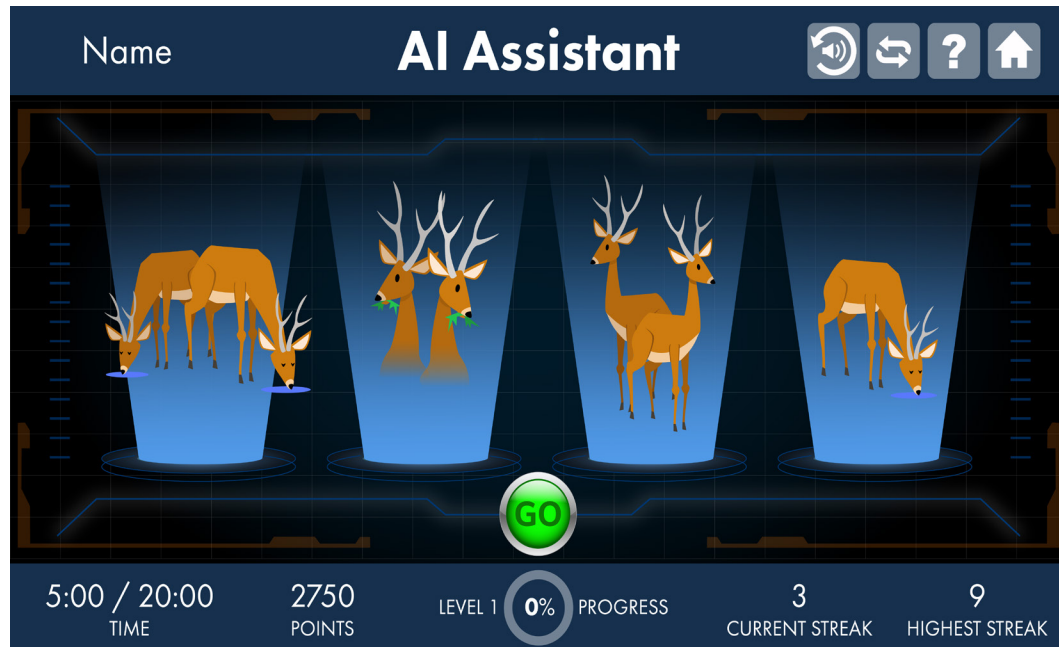 Name
AI Assistant
?
GO
5:00 / 20:00
TIME
2750
POINTS
LEVEL 1
0%
PROGRESS
3
CURRENT STREAK
9
HIGHEST STREAK